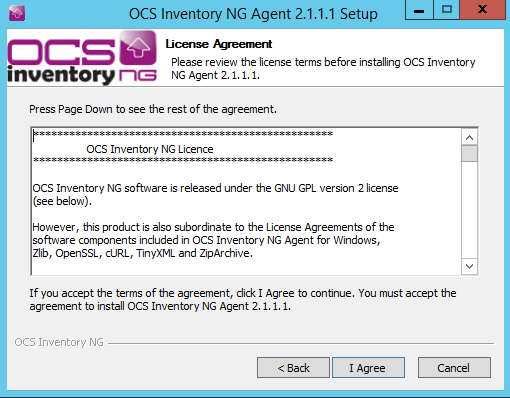 OCS Inventory NG Agent 2.1.1.1 Setup
OCS
inventory NG
License Agreement
Please review the license terms before installing OCS Inventory
NG Agent 2.1.1.1.
Press Page Down to see the rest of the agreement.
**************************************************
OCS Inventory NG Licence
**************************************************
OCS Inventory NG software is released under the GNU GPL version 2 license
(see below).
However, this product is also subordinate to the License Agreements of the
software components included in OCS Inventory NG Agent for Windows,
Zlib, OpenSSL, cURL, TinyXML and ZipArchive.
If you accept the terms of the agreement, click I Agree to continue. You must accept the
agreement to install OCS Inventory NG Agent 2.1.1.1.
OCS Inventory NG
< Back
I Agree
Cancel